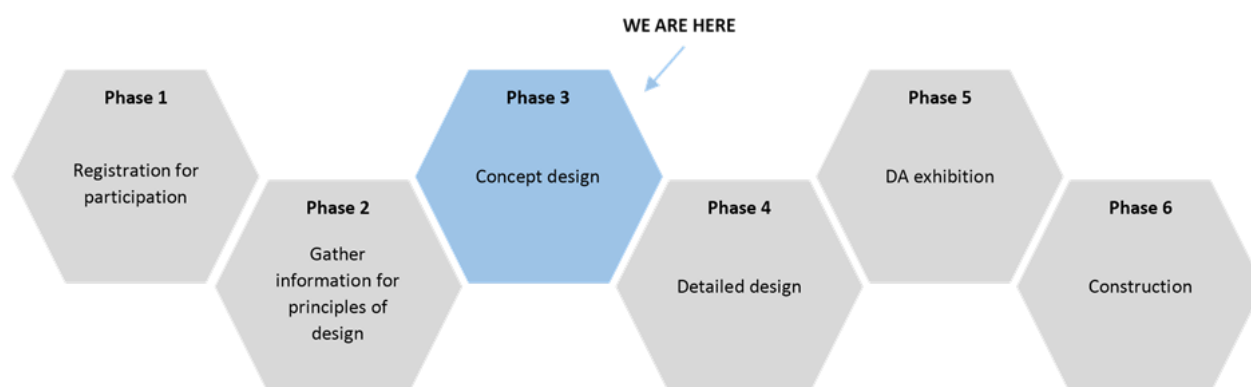 WE ARE HERE
Phase 1
Registration for
participation
Phase 2
Gather
information for
principles of
design
Phase 3
Concept design
Phase 4
Detailed design
Phase 5
DA exhibition
Phase 6
Construction